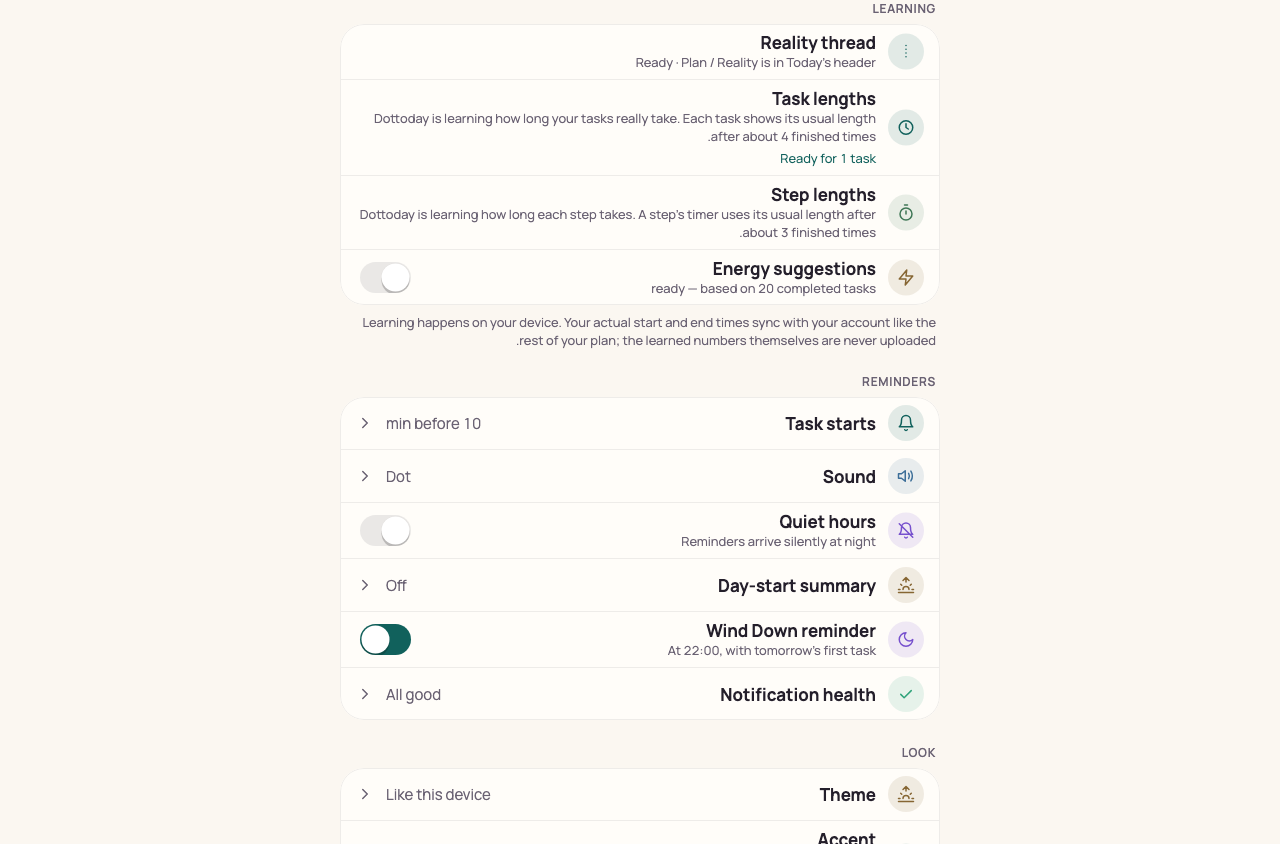 LEARNING
Reality thread
Ready · Plan / Reality is in Today's header
Task lengths
Dottoday is learning how long your tasks really take. Each task shows its usual length
.after about 4 finished times
Ready for 1 task
Step lengths
Dottoday is learning how long each step takes. A step's timer uses its usual length after
.about 3 finished times
Energy suggestions
ready — based on 20 completed tasks
Learning happens on your device. Your actual start and end times sync with your account like the
.rest of your plan; the learned numbers themselves are never uploaded
REMINDERS
Task starts
min before 10
Sound
Dot
Quiet hours
Reminders arrive silently at night
Day-start summary
Off
Wind Down reminder
At 22:00, with tomorrow's first task
Notification health
All good
LOOK
Theme
Like this device
Accent